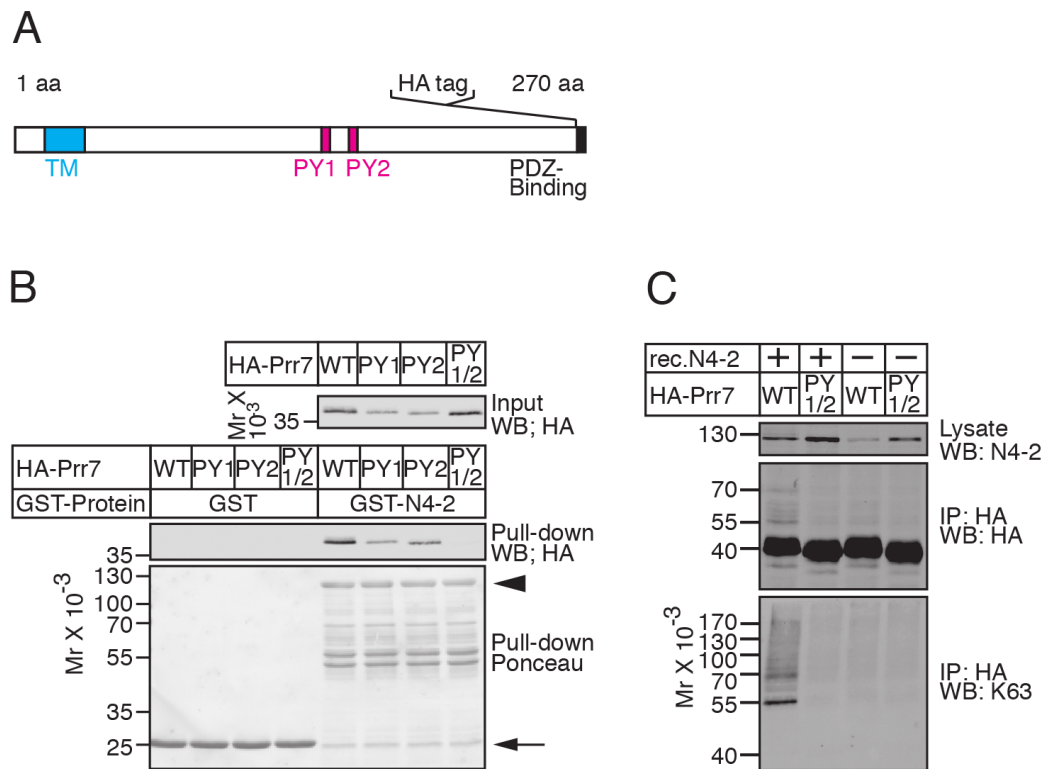 A
1 aa
HA tag
270 aa
TM
PY1
PY2
PDZ-
Binding
B
HA-Prr7
WT
PY1
PY2
PY
1/2
Mr X
10-3
35
Input
WB; HA
HA-Prr7
WT
PY1
PY2
PY
1/2
WT
PY1
PY2
PY
1/2
GST-Protein
GST
GST-N4-2
35
Pull-down
WB; HA
Mr X 10-3
130
100
70
55
35
25
Pull-down
Ponceau
C
rec.N4-2
+
+
−
−
HA-Prr7
WT
PY
1/2
WT
PY
1/2
130
Lysate
WB: N4-2
70
55
40
IP: HA
WB: HA
Mr X 10-3
170
130
100
70
55
40
IP: HA
WB: K63